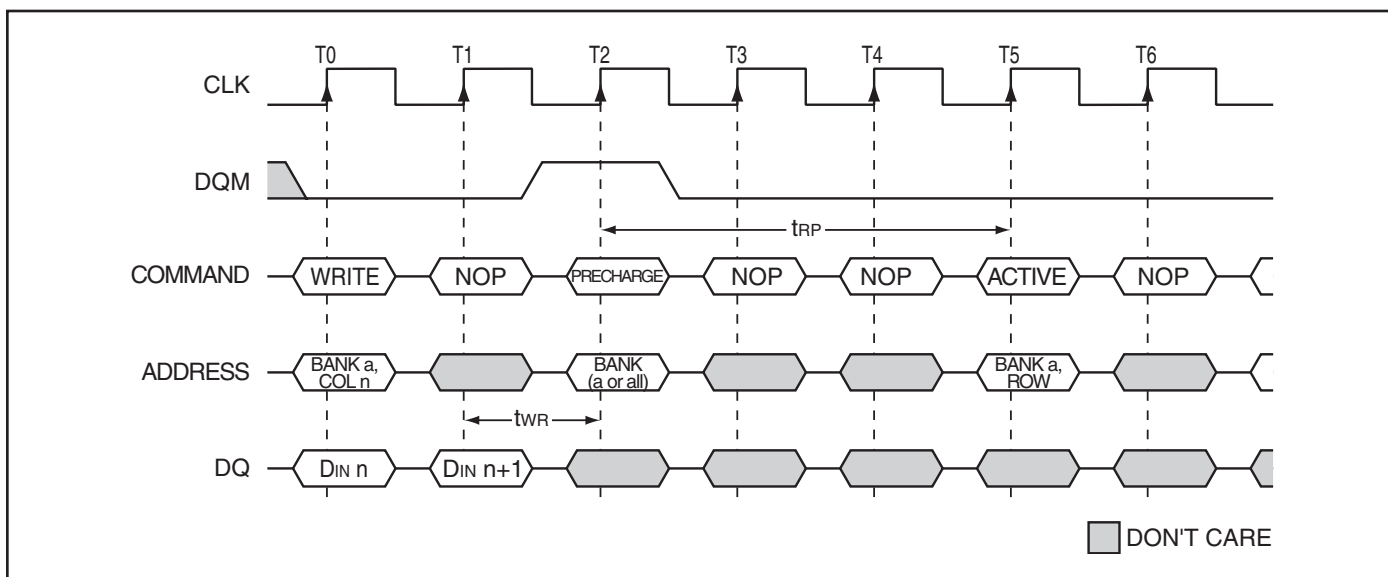 T0 T1 T2 T3 T4 T5 T6
CLK
DQM
tRP
COMMAND WRITE NOP PRECHARGE NOP NOP ACTIVE NOP
ADDRESS BANK a, COL n BANK (a or all) BANK a, ROW
tWR
DQ DIN n DIN n+1
DON'T CARE